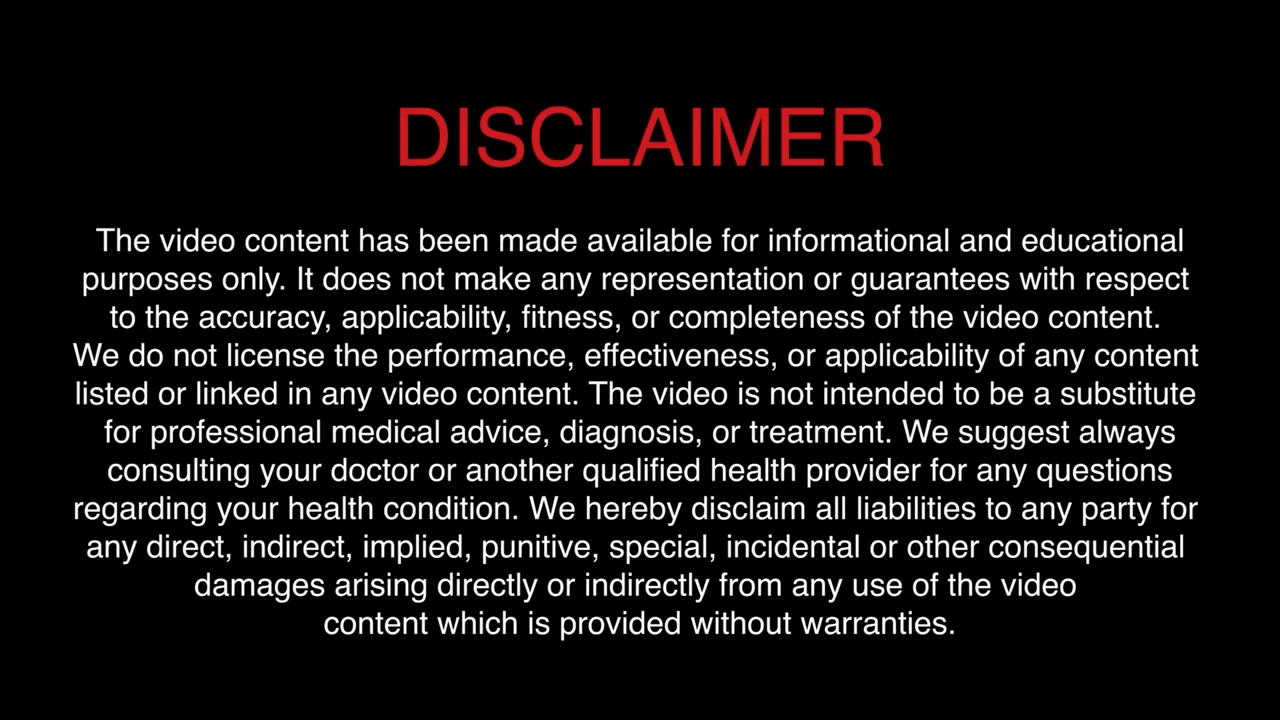 DISCLAIMER
The video content has been made available for informational and educational
purposes only. It does not make any representation or guarantees with respect
to the accuracy, applicability, fitness, or completeness of the video content.
We do not license the performance, effectiveness, or applicability of any content
listed or linked in any video content. The video is not intended to be a substitute
for professional medical advice, diagnosis, or treatment. We suggest always
consulting your doctor or another qualified health provider for any questions
regarding your health condition. We hereby disclaim all liabilities to any party for
any direct, indirect, implied, punitive, special, incidental or other consequential
damages arising directly or indirectly from any use of the video
content which is provided without warranties.